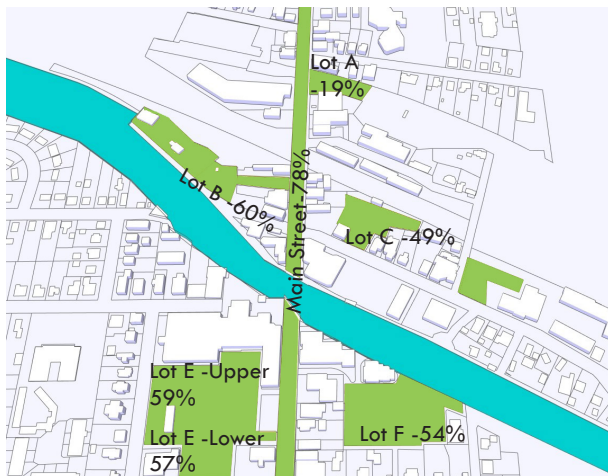 Lot A
-19%
Lot B -60%
Main Street-78%
Lot C -49%
Lot E -Upper
59%
Lot E -Lower
57%
Lot F -54%